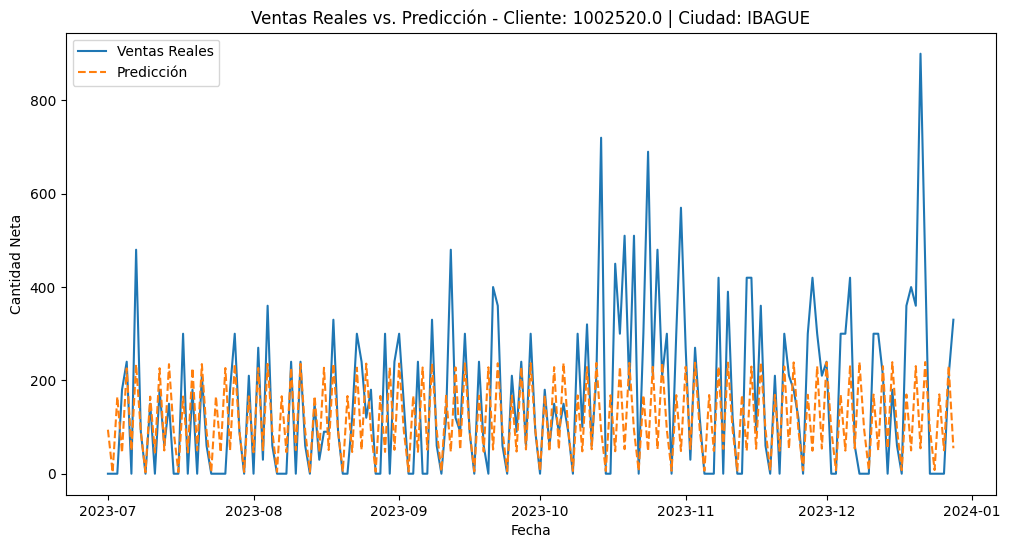 Ventas Reales vs. Predicción - Cliente: 1002520.0 | Ciudad: IBAGUE
Ventas Reales
Predicción
Cantidad Neta
800
600
400
200
0
2023-07
2023-08
2023-09
2023-10
2023-11
2023-12
2024-01
Fecha